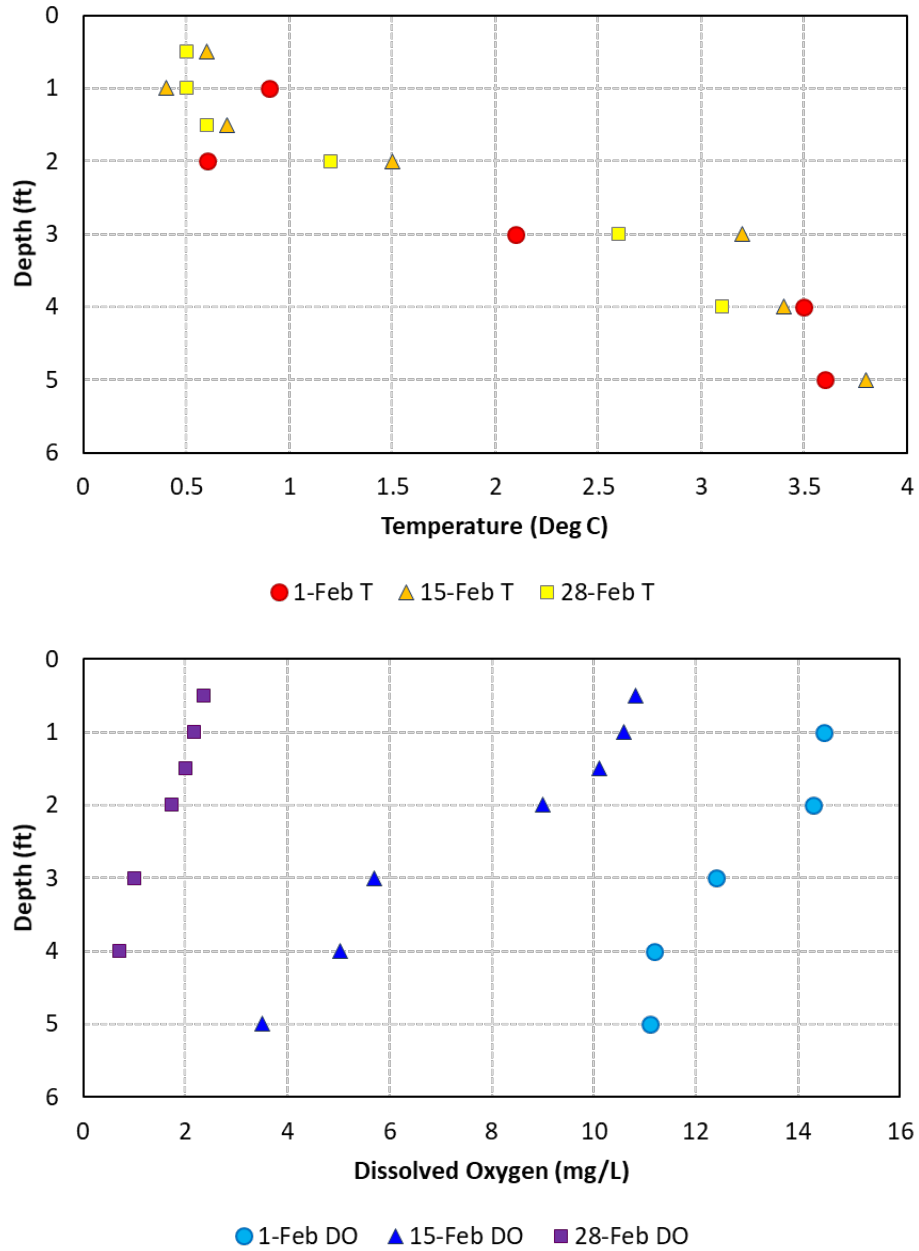 0
1
2
3
4
5
6
Depth (ft)
0 0.5 1 1.5 2 2.5 3 3.5 4
Temperature (Deg C)
1-Feb T 15-Feb T 28-Feb T
0
1
2
3
4
5
6
Depth (ft)
0 2 4 6 8 10 12 14 16
Dissolved Oxygen (mg/L)
1-Feb DO 15-Feb DO 28-Feb DO